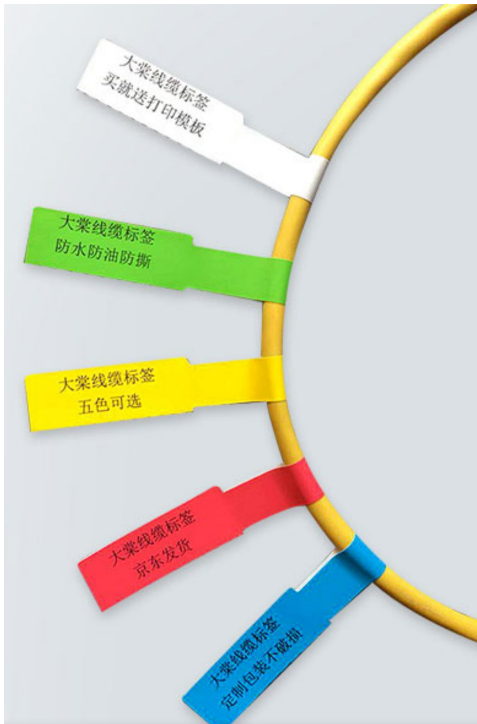 大棠线缆标签
买就送打印模板
大棠线缆标签
防水防油防撕
大棠线缆标签
五色可选
大棠线缆标签
京东发货
大棠线缆标签
定制包装不破损